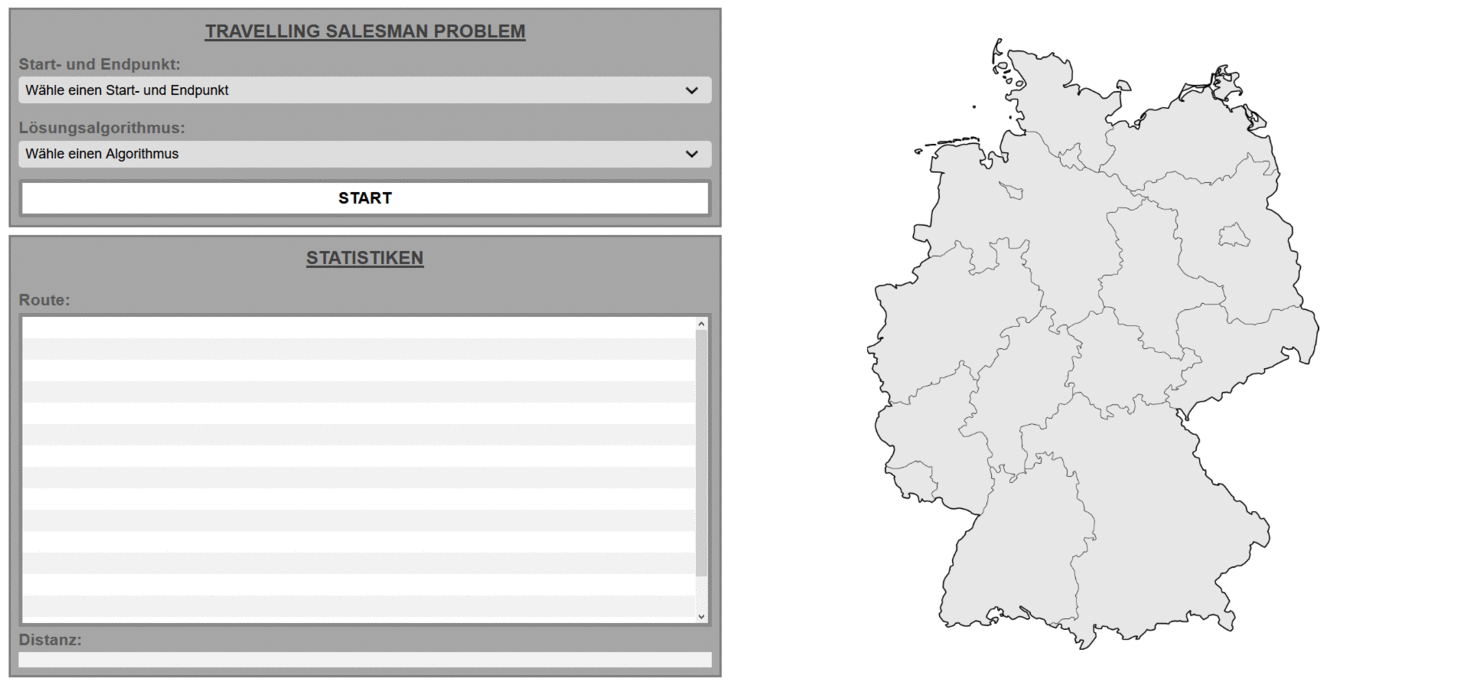 TRAVELLING SALESMAN PROBLEM
Start- und Endpunkt:
Wähle einen Start- und Endpunkt
Lösungsalgorithmus:
Wähle einen Algorithmus
START
STATISTIKEN
Route:
Distanz: